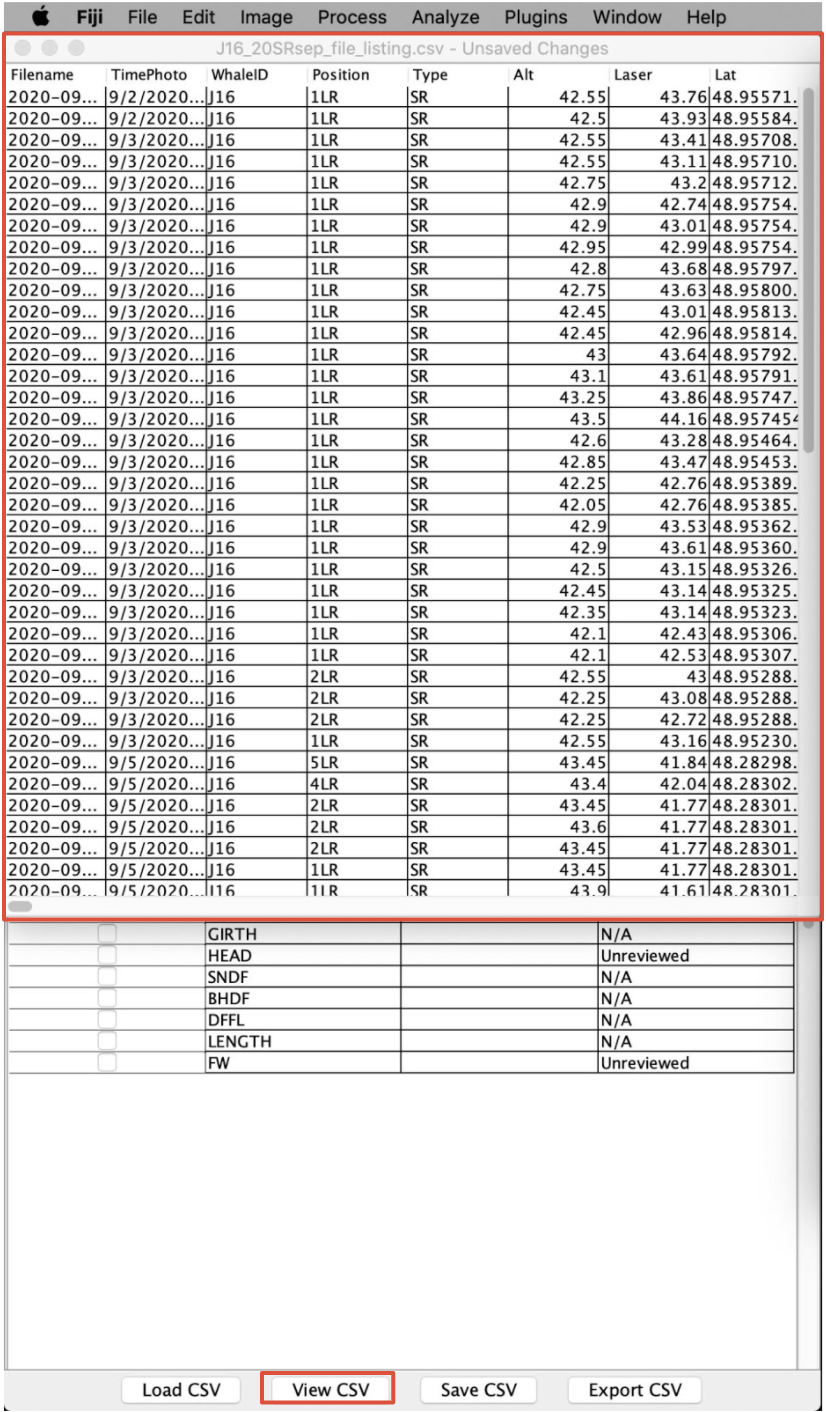 Fiji File Edit Image Process Analyze Plugins Window Help
J16_20SRsep_file_listing.csv - Unsaved Changes
Filename TimePhoto WhaleID Position Type Alt Laser Lat
2020-09... 9/2/2020... J16 1LR SR 42.55 43.76 48.95571.
2020-09... 9/2/2020... J16 1LR SR 42.5 43.93 48.95584.
2020-09... 9/3/2020... J16 1LR SR 42.55 43.41 48.95708.
2020-09... 9/3/2020... J16 1LR SR 42.55 43.11 48.95710.
2020-09... 9/3/2020... J16 1LR SR 42.75 43.2 48.95712.
2020-09... 9/3/2020... J16 1LR SR 42.9 42.74 48.95754.
2020-09... 9/3/2020... J16 1LR SR 42.9 43.01 48.95754.
2020-09... 9/3/2020... J16 1LR SR 42.95 42.99 48.95754.
2020-09... 9/3/2020... J16 1LR SR 42.8 43.68 48.95797.
2020-09... 9/3/2020... J16 1LR SR 42.75 43.63 48.95800.
2020-09... 9/3/2020... J16 1LR SR 42.45 43.01 48.95813.
2020-09... 9/3/2020... J16 1LR SR 42.45 42.96 48.95814.
2020-09... 9/3/2020... J16 1LR SR 43 43.64 48.95792.
2020-09... 9/3/2020... J16 1LR SR 43.1 43.61 48.95791.
2020-09... 9/3/2020... J16 1LR SR 43.25 43.86 48.95747.
2020-09... 9/3/2020... J16 1LR SR 43.5 44.16 48.957454
2020-09... 9/3/2020... J16 1LR SR 42.6 43.28 48.95464.
2020-09... 9/3/2020... J16 1LR SR 42.85 43.47 48.95453.
2020-09... 9/3/2020... J16 1LR SR 42.25 42.76 48.95389.
2020-09... 9/3/2020... J16 1LR SR 42.05 42.76 48.95385.
2020-09... 9/3/2020... J16 1LR SR 42.9 43.53 48.95362.
2020-09... 9/3/2020... J16 1LR SR 42.9 43.61 48.95360.
2020-09... 9/3/2020... J16 1LR SR 42.5 43.15 48.95326.
2020-09... 9/3/2020... J16 1LR SR 42.45 43.14 48.95325.
2020-09... 9/3/2020... J16 1LR SR 42.35 43.14 48.95323.
2020-09... 9/3/2020... J16 1LR SR 42.1 42.43 48.95306.
2020-09... 9/3/2020... J16 1LR SR 42.1 42.53 48.95307.
2020-09... 9/3/2020... J16 2LR SR 42.55 43 48.95288.
2020-09... 9/3/2020... J16 2LR SR 42.25 43.08 48.95288.
2020-09... 9/3/2020... J16 2LR SR 42.25 42.72 48.95288.
2020-09... 9/3/2020... J16 1LR SR 42.55 43.16 48.95230.
2020-09... 9/5/2020... J16 5LR SR 43.45 41.84 48.28298.
2020-09... 9/5/2020... J16 4LR SR 43.4 42.04 48.28302.
2020-09... 9/5/2020... J16 2LR SR 43.45 41.77 48.28301.
2020-09... 9/5/2020... J16 2LR SR 43.6 41.77 48.28301.
2020-09... 9/5/2020... J16 2LR SR 43.45 41.77 48.28301.
2020-09... 9/5/2020... J16 1LR SR 43.45 41.77 48.28301.
2020-09... 9/5/2020... J16 1LR SR 43.9 41.61 48.28301.
GIRTH N/A
HEAD Unreviewed
SNDF N/A
BHDF N/A
DFFL N/A
LENGTH N/A
FW Unreviewed
Load CSV View CSV Save CSV Export CSV